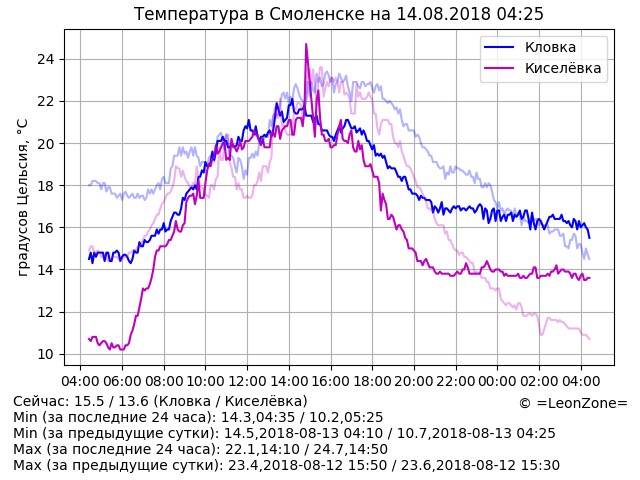 Температура в Смоленске на 14.08.2018 04:25
градусов Цельсия, °C
24
22
20
18
16
14
12
10
Кловка
Киселёвка
04:00 06:00 08:00 10:00 12:00 14:00 16:00 18:00 20:00 22:00 00:00 02:00 04:00
Сейчас: 15.5 / 13.6 (Кловка / Киселёвка)
© =LeonZone=
Min (за последние 24 часа): 14.3,04:35 / 10.2,05:25
Min (за предыдущие сутки): 14.5,2018-08-13 04:10 / 10.7,2018-08-13 04:25
Max (за последние 24 часа): 22.1,14:10 / 24.7,14:50
Max (за предыдущие сутки): 23.4,2018-08-12 15:50 / 23.6,2018-08-12 15:30